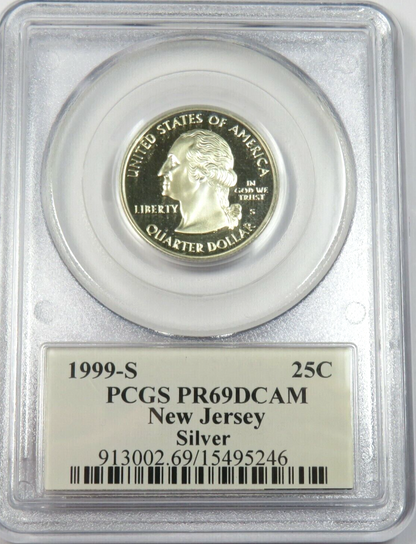 UNITED STATES OF AMERICA
IN
GOD WE
TRUST
LIBERTY
S
QUARTER DOLLAR
1999-S 25C
PCGS PR69DCAM
New Jersey
Silver
913002.69/15495246